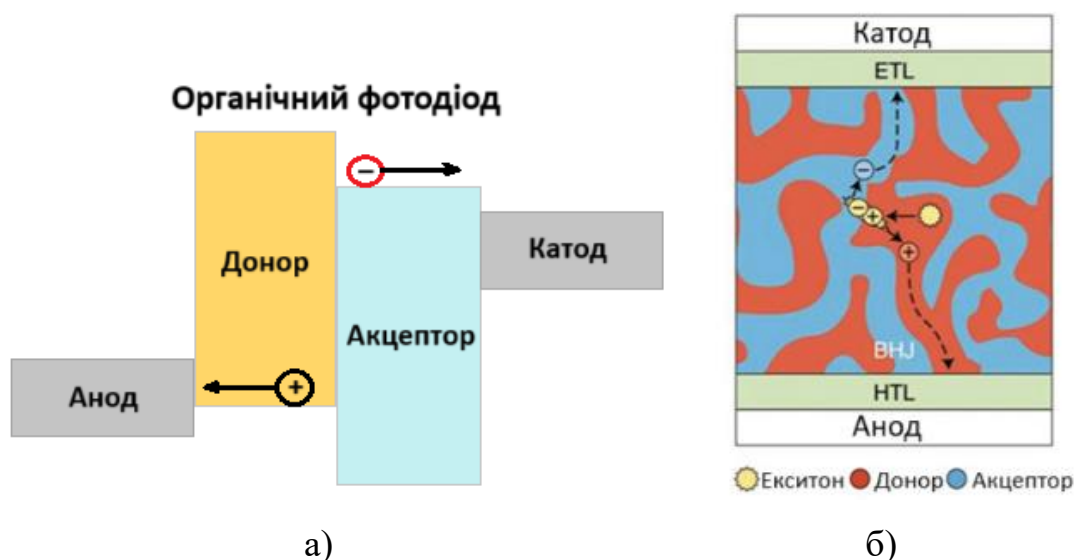 Органічний фотодіод
Донор
Акцептор
Катод
Анод
−
+
а)
Катод
ETL
−
− +
+
BHJ
HTL
Анод
Екситон Донор Акцептор
б)